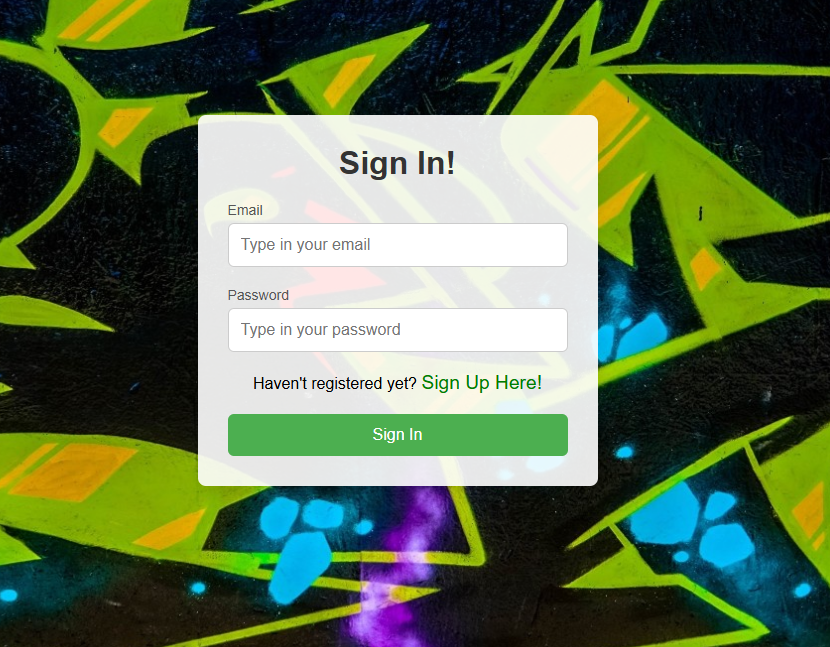 Sign In!
Email
Type in your email
Password
Type in your password
Haven't registered yet? Sign Up Here!
Sign In